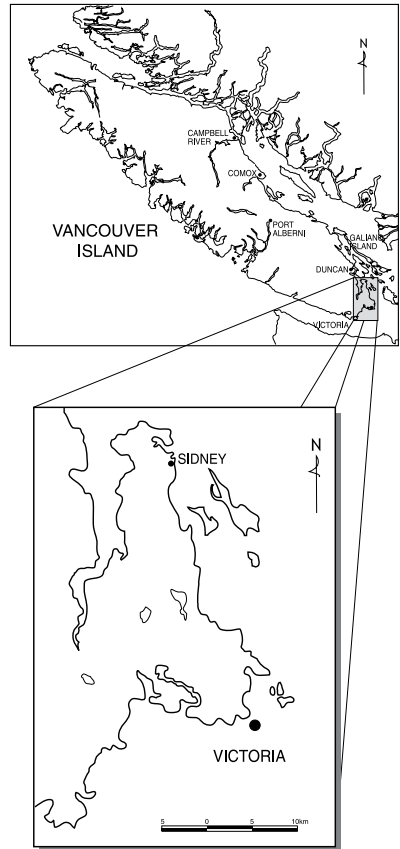 N
CAMPBELL
RIVER
COMOX
PORT
ALBERNI
VANCOUVER
ISLAND
GALIANO
ISLAND
DUNCAN
VICTORIA
N
SIDNEY
VICTORIA
5 0 5 10km